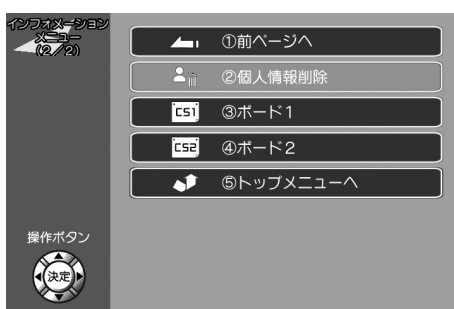 インフォメーション
メニュー
(2/2)
①前ページへ
②個人情報削除
CS1 ③ボード1
CS2 ④ボード2
⑤トップメニューへ
操作ボタン
決定